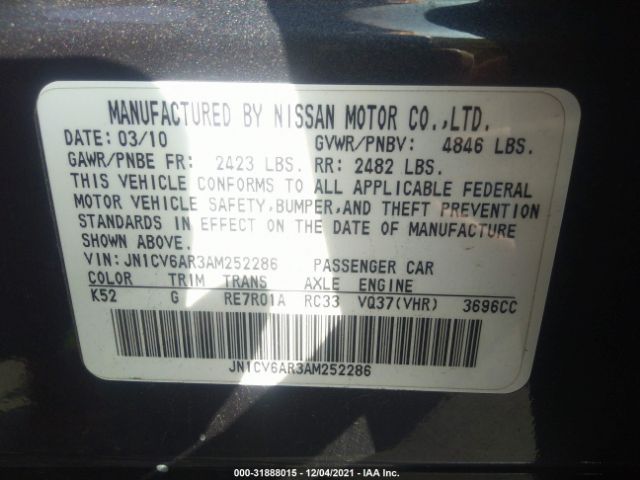 MANUFACTURED BY NISSAN MOTOR CO.,LTD.
DATE: 03/10 GVWR/PNBV: 4846 LBS.
GAWR/PNBE FR: 2423 LBS. RR: 2482 LBS.
THIS VEHICLE CONFORMS TO ALL APPLICABLE FEDERAL
MOTOR VEHICLE SAFETY,BUMPER,AND THEFT PREVENTION
STANDARDS IN EFFECT ON THE DATE OF MANUFACTURE
SHOWN ABOVE.
VIN:JN1CV6AR3AM252286 PASSENGER CAR
COLOR TRIM TRANS AXLE ENGINE
K52 G RE7R01A RC33 VQ37(VHR) 3696CC
JN1CV6AR3AM252286
000-31888015 - 12/04/2021 - IAA Inc.